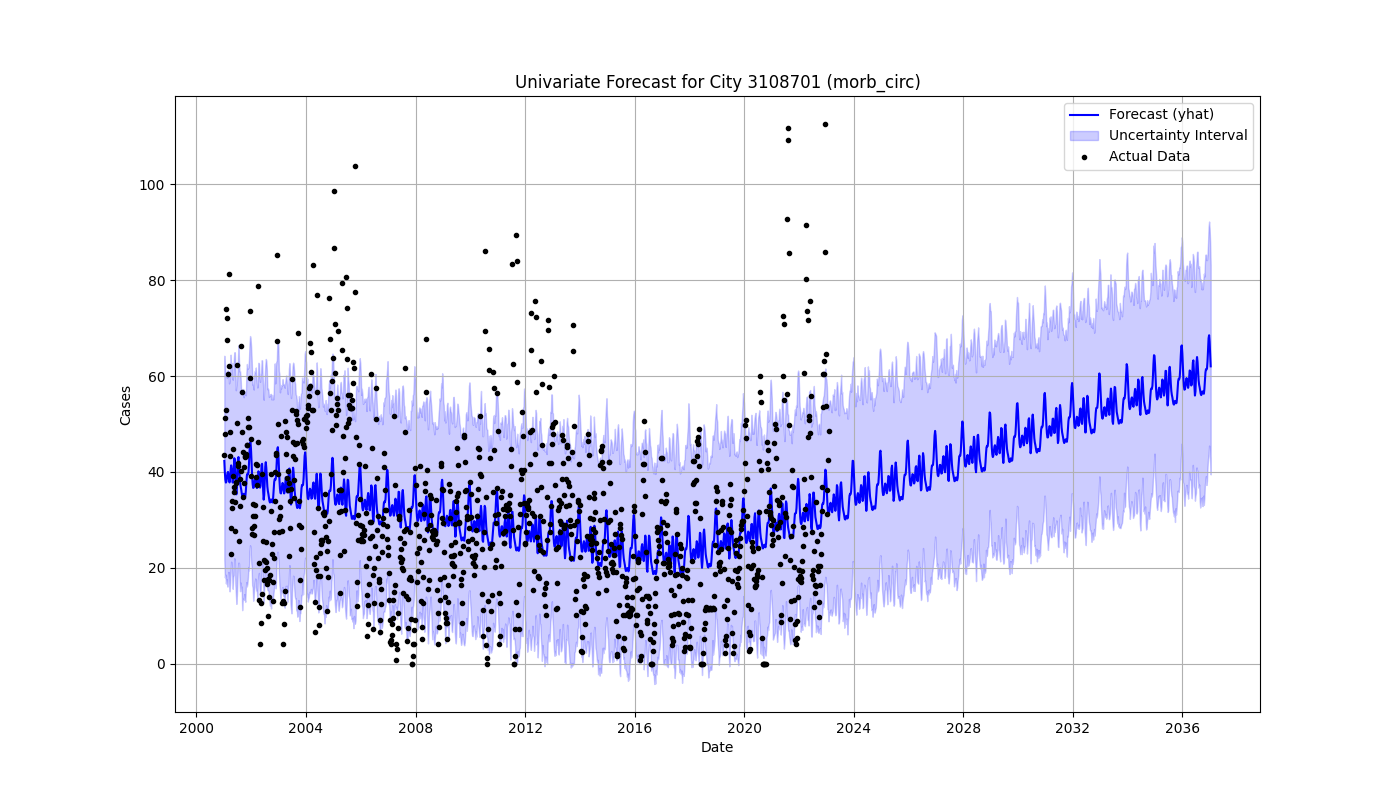 Univariate Forecast for City 3108701 (morb_circ)
Forecast (yhat)
Uncertainty Interval
Actual Data
Cases
100
80
60
40
20
0
2000 2004 2008 2012 2016 2020 2024 2028 2032 2036
Date